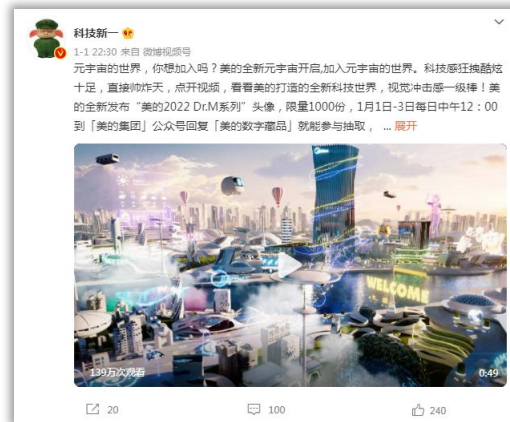 科技新一
1-1 22:30 来自 微博视频号
元宇宙的世界，你想加入吗？美的全新元宇宙开启,加入元宇宙的世界。科技感狂拽酷炫
十足，直接帅炸天，点开视频，看看美的打造的全新科技世界，视觉冲击感一级棒！美
的全新发布“美的2022 Dr.M系列”头像，限量1000份，1月1日-3日每日中午12：00
到「美的集团」公众号回复「美的数字藏品」就能参与抽取， ... 展开
WELCOME
139万次观看
0:49
20
100
240